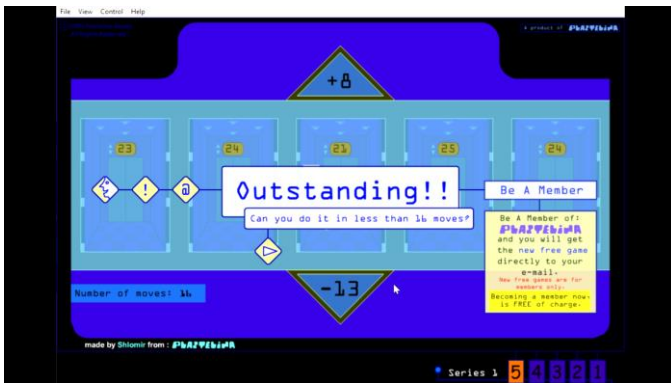 File View Control Help
a product of PLASTELINA
+8
23 24 21 25 24
! @
Outstanding!!
Can you do it in less than 16 moves?
Be A Member
Be A Member of:
PLASTELINA
and you will get
the new free game
directly to your
e-mail.
New free games are for
members only.
Becoming a member now,
is FREE of charge.
Number of moves: 16
-13
made by Shlomir from : PLASTELINA
Series 1 5 4 3 2 1